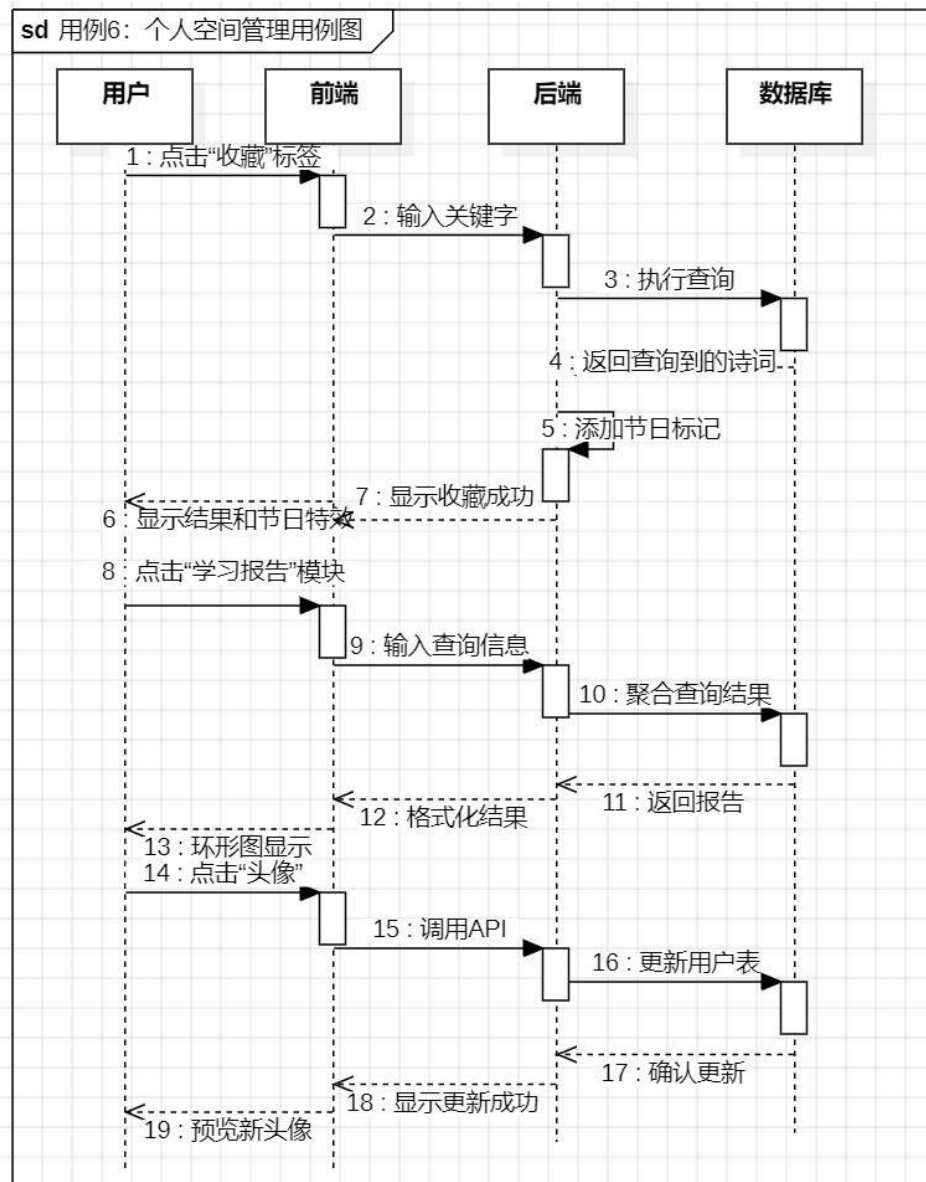 sd 用例6：个人空间管理用例图
用户
前端
后端
数据库
1 : 点击“收藏”标签
2 : 输入关键字
3 : 执行查询
4 : 返回查询到的诗词
5 : 添加节日标记
7 : 显示收藏成功
6 : 显示结果和节日特效
8 : 点击“学习报告”模块
9 : 输入查询信息
10 : 聚合查询结果
11 : 返回报告
12 : 格式化结果
13 : 环形图显示
14 : 点击“头像”
15 : 调用API
16 : 更新用户表
17 : 确认更新
18 : 显示更新成功
19 : 预览新头像